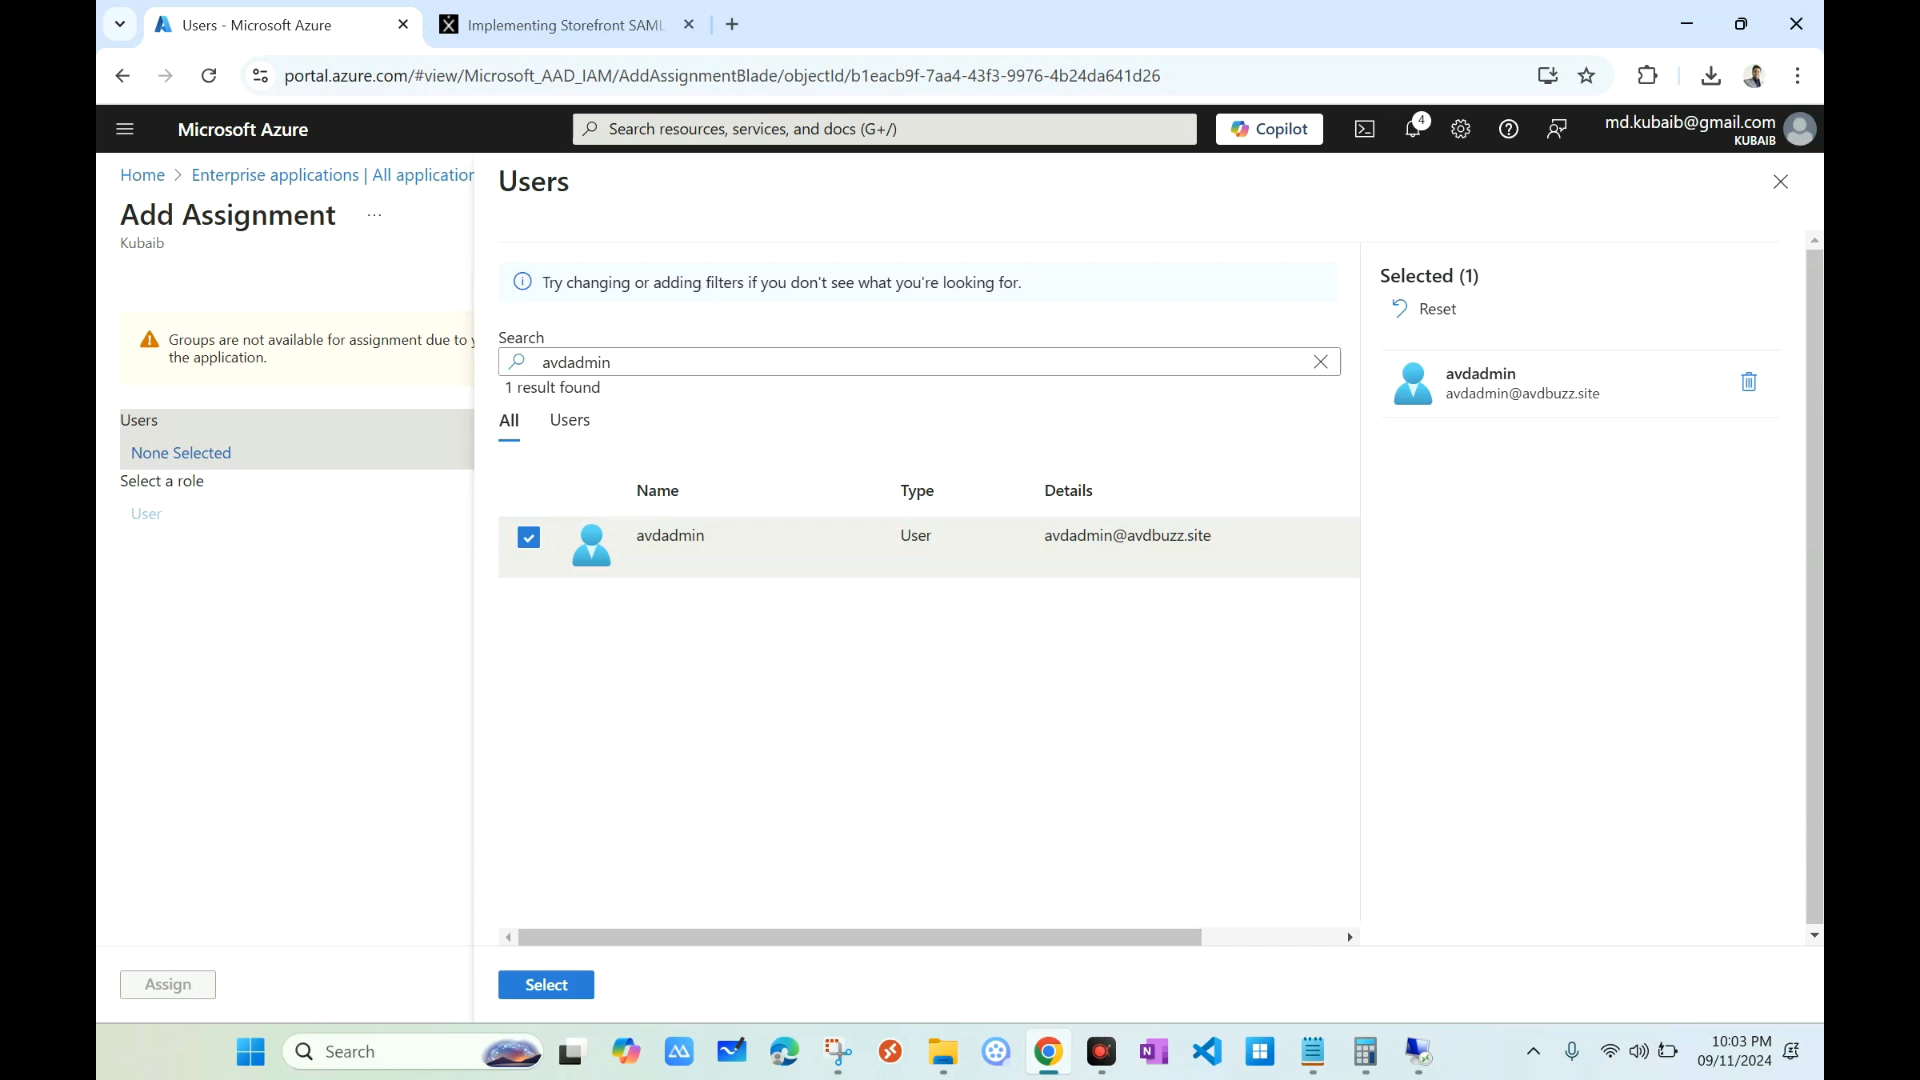 Users - Microsoft Azure
Implementing Storefront SAML
portal.azure.com/#view/Microsoft_AAD_IAM/AddAssignmentBlade/objectId/b1eacb9f-7aa4-43f3-9976-4b24da641d26
Microsoft Azure
Search resources, services, and docs (G+/)
Copilot
4
md.kubaib@gmail.com
KUBAIB
Home > Enterprise applications | All application
Add Assignment ...
Kubaib
Groups are not available for assignment due to y
the application.
Users
None Selected
Select a role
User
Assign
Users
Try changing or adding filters if you don't see what you're looking for.
Search
avdadmin
1 result found
All Users
Name Type Details
avdadmin User avdadmin@avdbuzz.site
Select
Selected (1)
Reset
avdadmin
avdadmin@avdbuzz.site
Search
10:03 PM
09/11/2024